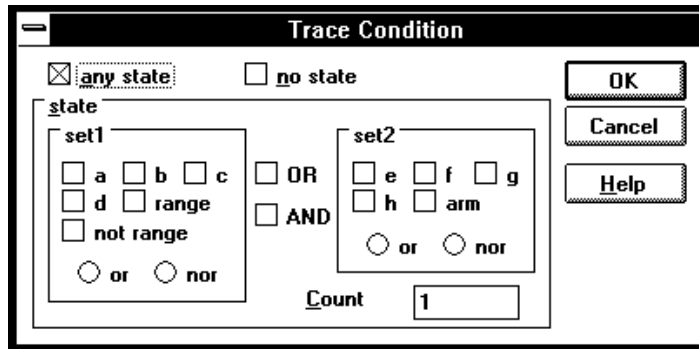 Trace Condition
any state no state
OK
state
Cancel
set1
set2
a b c
OR
e f g
Help
d range
AND
h arm
not range
or nor
or nor
Count 1